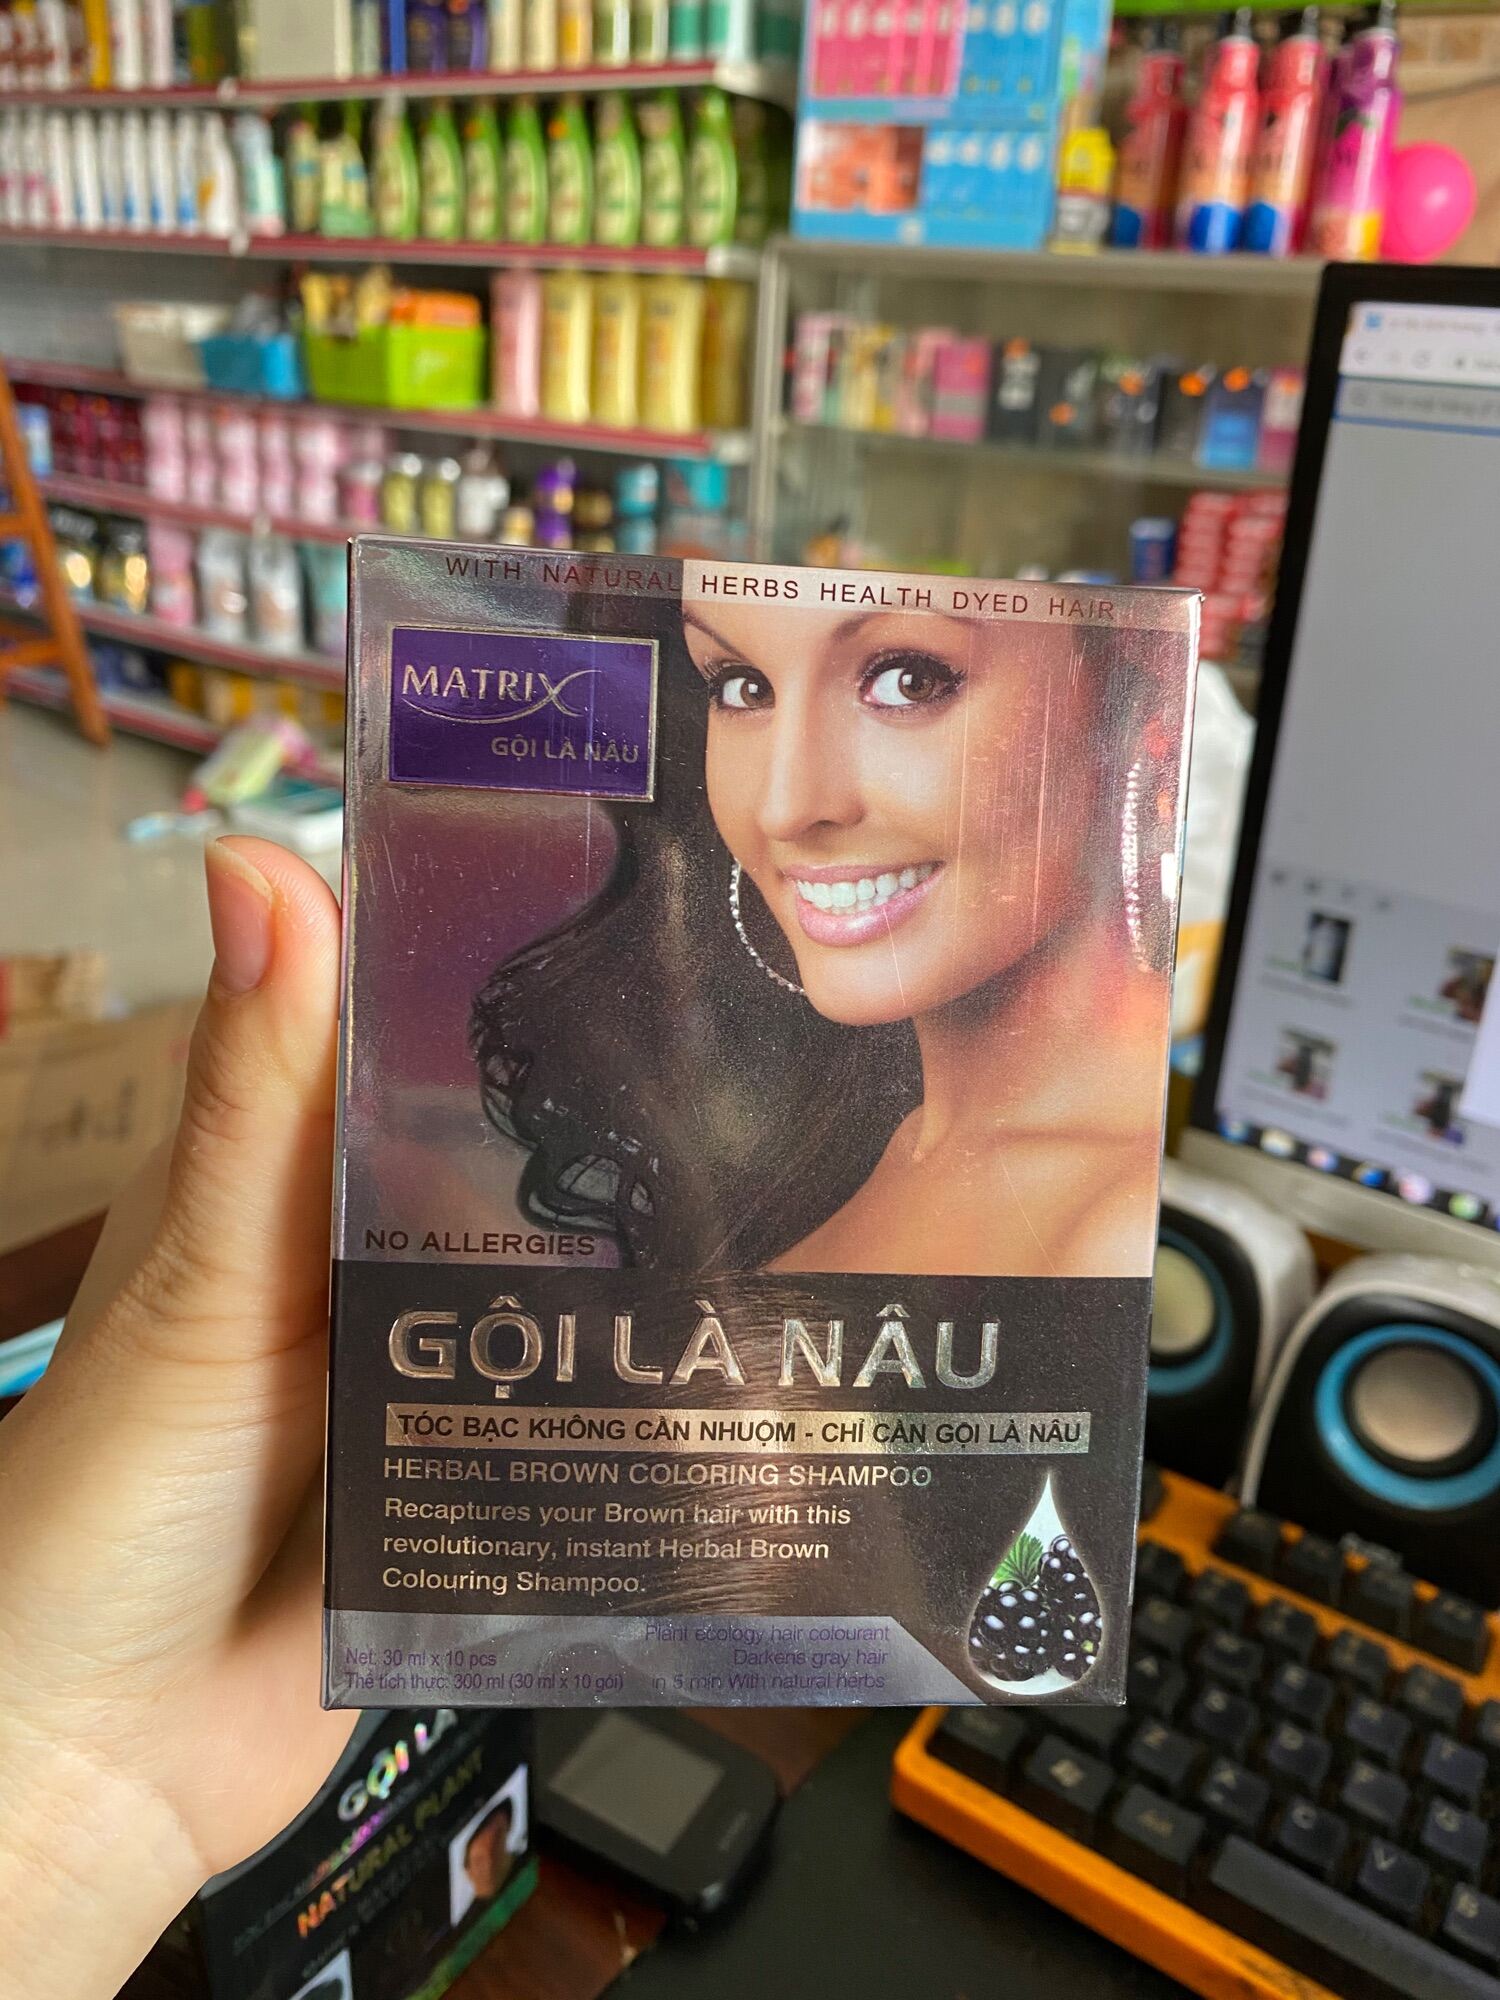 WITH NATURAL HERBS HEALTH DYED HAIR
MATRIX
GỘI LÀ NÂU
NO ALLERGIES
GỘI LÀ NÂU
TÓC BẠC KHÔNG CẦN NHUỘM - CHỈ CẦN GỌI LÀ NÂU
HERBAL BROWN COLORING SHAMPOO
Recaptures your Brown hair with this
revolutionary, instant Herbal Brown
Colouring Shampoo.
Plant ecology hair colourant
Darkens gray hair
in 5 min With natural herbs
Net: 30 ml x 10 pcs
Thể tích thực: 300 ml (30 ml x 10 gói)
GỘI LÀ
NATURAL PLANT